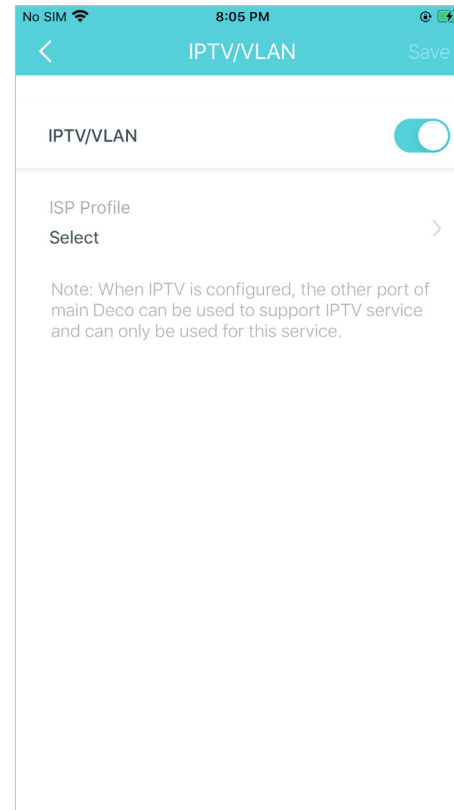 No SIM 8:05 PM
IPTV/VLAN Save
IPTV/VLAN
ISP Profile
Select
Note: When IPTV is configured, the other port of
main Deco can be used to support IPTV service
and can only be used for this service.